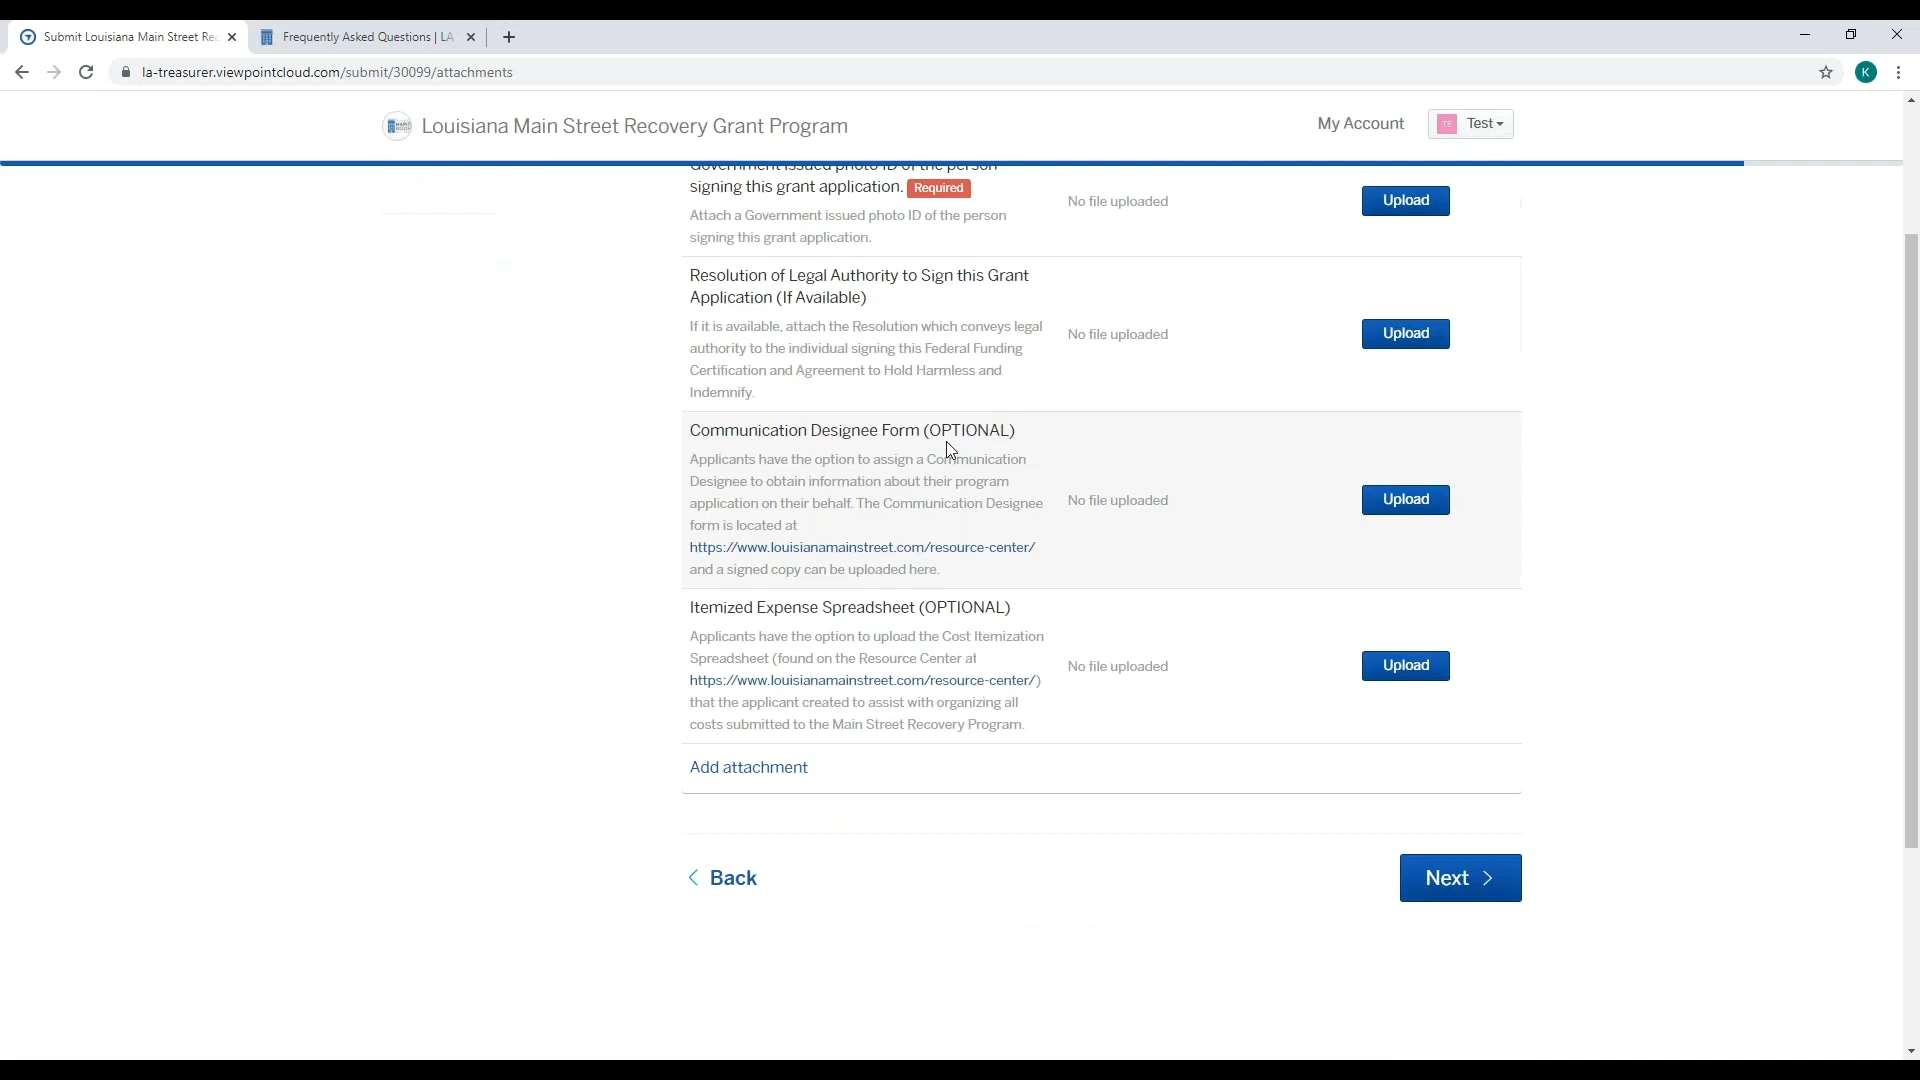 Submit Louisiana Main Street Rec
Frequently Asked Questions | LA
la-treasurer.viewpointcloud.com/submit/30099/attachments
K
Louisiana Main Street Recovery Grant Program
My Account
TE
Test
Government issued photo ID of the person
signing this grant application. Required
Attach a Government issued photo ID of the person
signing this grant application.
No file uploaded
Upload
Resolution of Legal Authority to Sign this Grant
Application (If Available)
If it is available, attach the Resolution which conveys legal
authority to the individual signing this Federal Funding
Certification and Agreement to Hold Harmless and
Indemnify.
No file uploaded
Upload
Communication Designee Form (OPTIONAL)
Applicants have the option to assign a Communication
Designee to obtain information about their program
application on their behalf. The Communication Designee
form is located at
https://www.louisianamainstreet.com/resource-center/
and a signed copy can be uploaded here.
No file uploaded
Upload
Itemized Expense Spreadsheet (OPTIONAL)
Applicants have the option to upload the Cost Itemization
Spreadsheet (found on the Resource Center at
https://www.louisianamainstreet.com/resource-center/)
that the applicant created to assist with organizing all
costs submitted to the Main Street Recovery Program.
No file uploaded
Upload
Add attachment
Back
Next